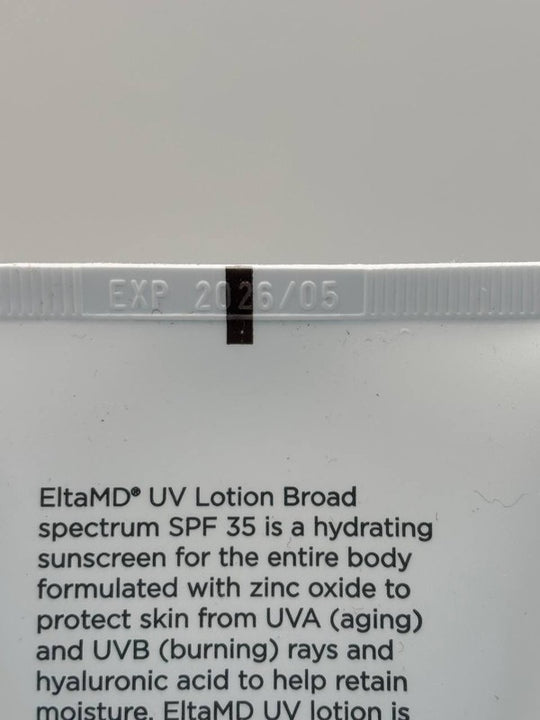 EXP 2026/05
EltaMD® UV Lotion Broad
spectrum SPF 35 is a hydrating
sunscreen for the entire body
formulated with zinc oxide to
protect skin from UVA (aging)
and UVB (burning) rays and
hyaluronic acid to help retain
moisture. EltaMD UV lotion is